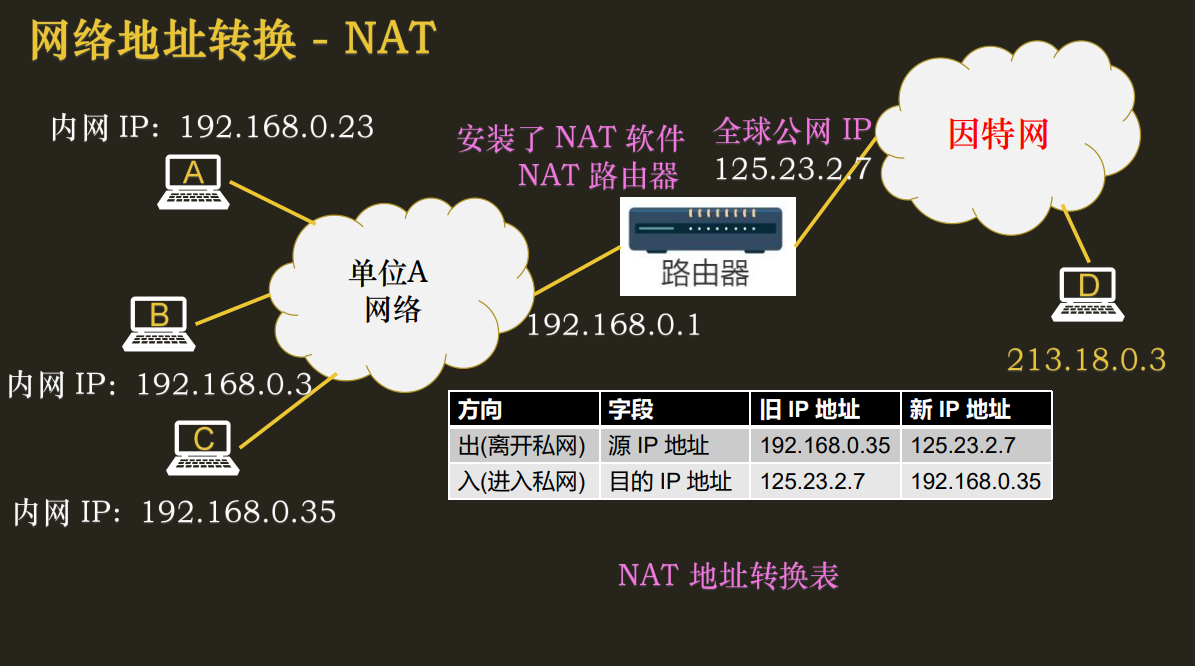 网络地址转换 - NAT
内网 IP：192.168.0.23
A
安装了 NAT 软件
NAT 路由器
全球公网 IP
125.23.2.7
因特网
单位A
网络
路由器
192.168.0.1
B
内网 IP：192.168.0.3
D
213.18.0.3
C
内网 IP：192.168.0.35
方向 字段 旧 IP 地址 新 IP 地址
出(离开私网) 源 IP 地址 192.168.0.35 125.23.2.7
入(进入私网) 目的 IP 地址 125.23.2.7 192.168.0.35
NAT 地址转换表